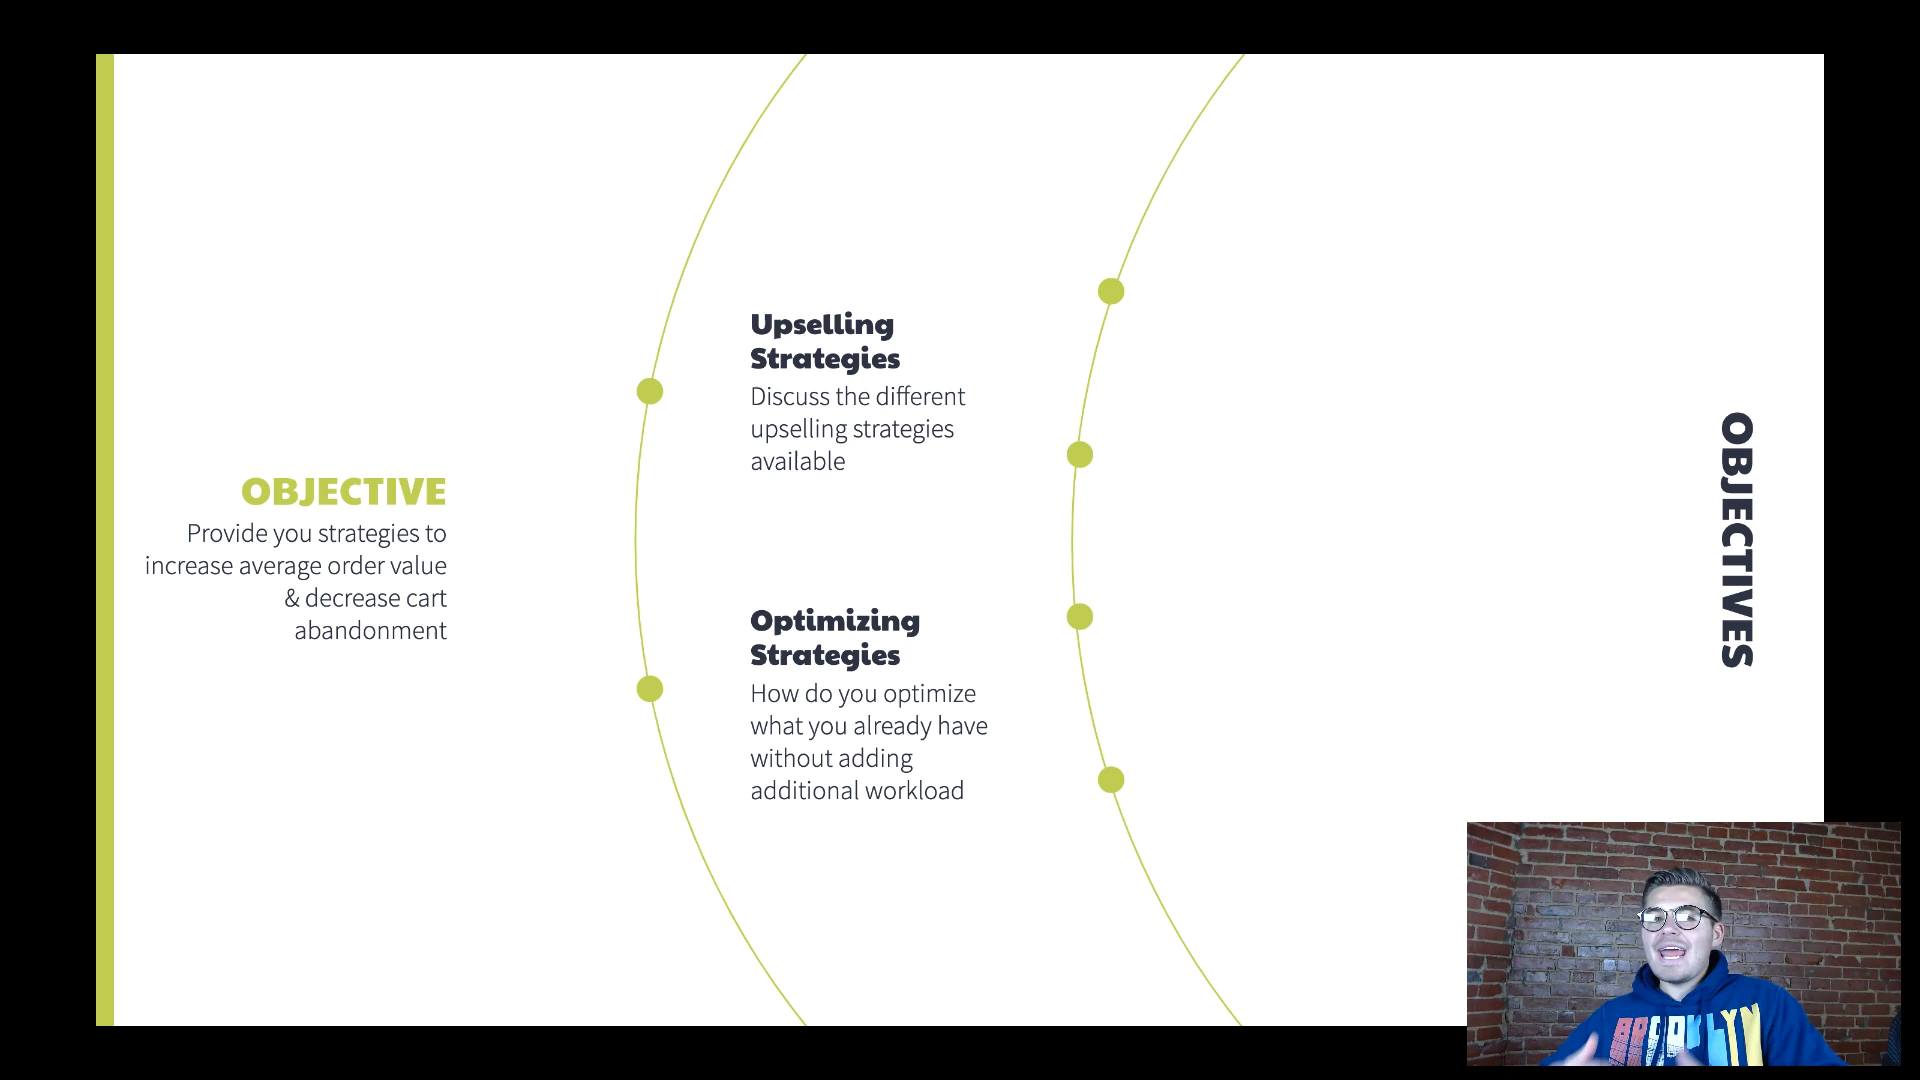 OBJECTIVE
Provide you strategies to
increase average order value
& decrease cart
abandonment
Upselling
Strategies
Discuss the different
upselling strategies
available
Optimizing
Strategies
How do you optimize
what you already have
without adding
additional workload
OBJECTIVES
BROOKLYN